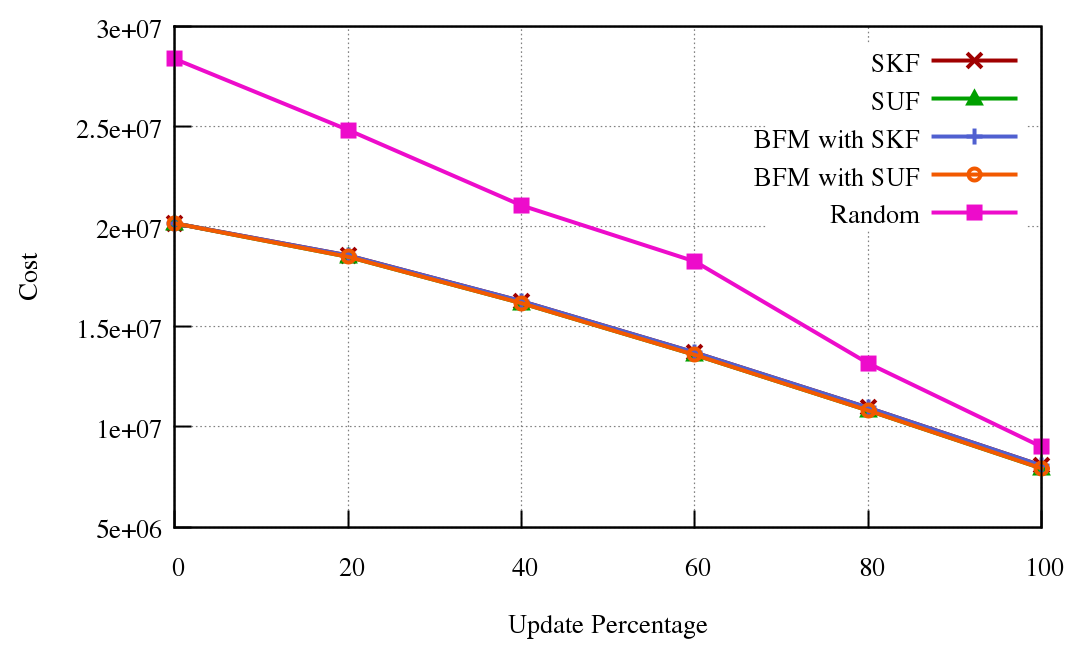 3e+07
2.5e+07
2e+07
1.5e+07
1e+07
5e+06
Cost
SKF
SUF
BFM with SKF
BFM with SUF
Random
0 20 40 60 80 100
Update Percentage